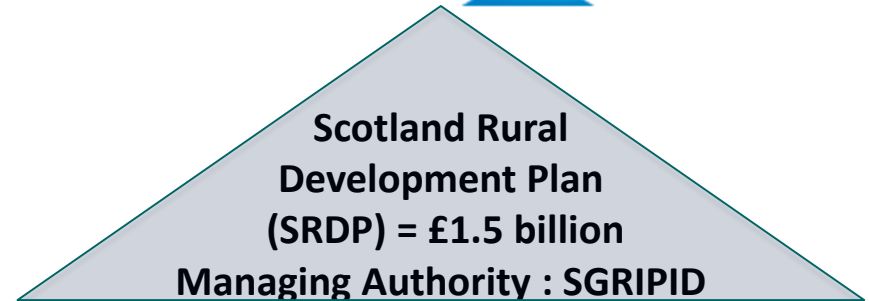 Scotland Rural
Development Plan
(SRDP) = £1.5 billion
Managing Authority : SGRIPID